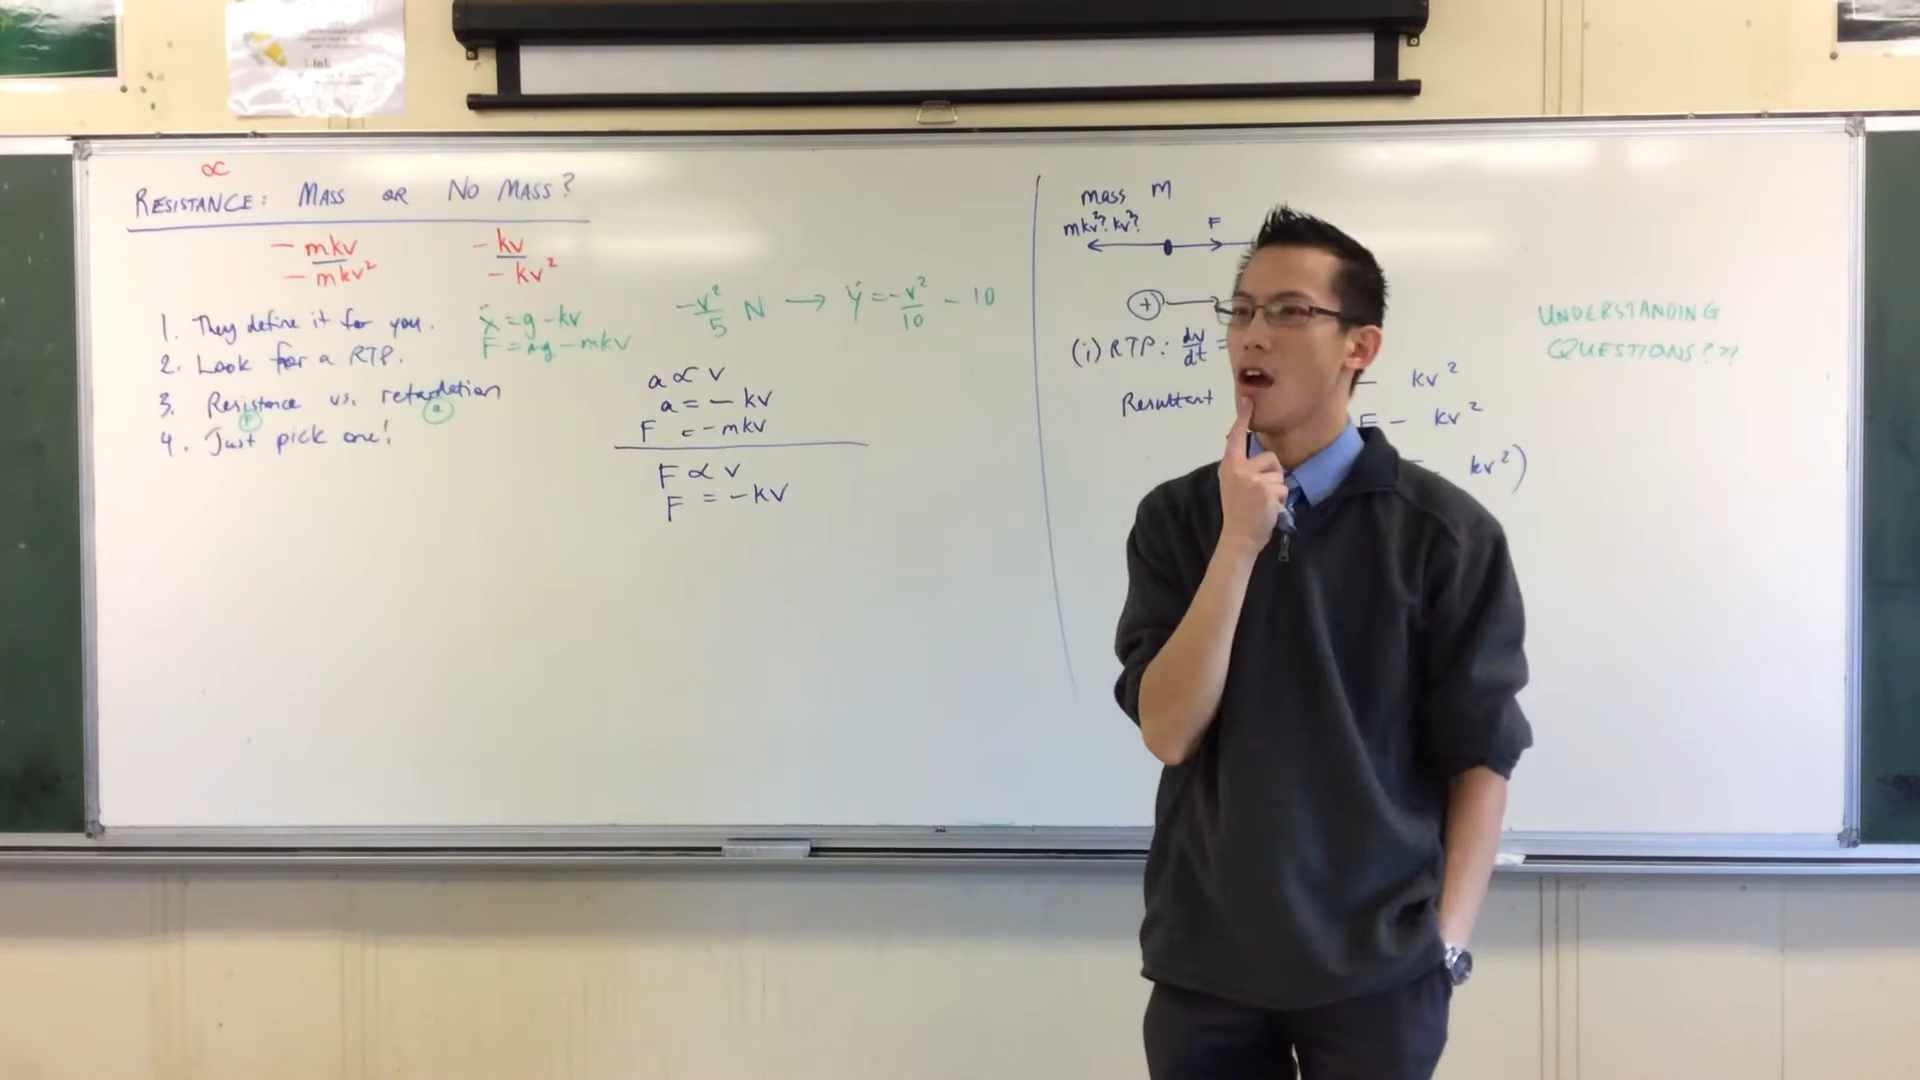 ∝
RESISTANCE: MASS OR NO MASS?
- mkv - kv
- mkv² - kv²
1. They define it for you.
2. Look for a RTP.
3. Resistance vs. retardation
F a
4. Just pick one!
ẍ = g - kv
F = mg - mkv
-v²/5 N → ÿ = -v²/10 - 10
a ∝ v
a = - kv
F = - mkv
F ∝ v
F = - kv
mass m
mkv²? kv²? F
+
(i) RTP: dv/dt =
- kv²
Resultant F - kv²
kv²)
UNDERSTANDING
QUESTIONS???